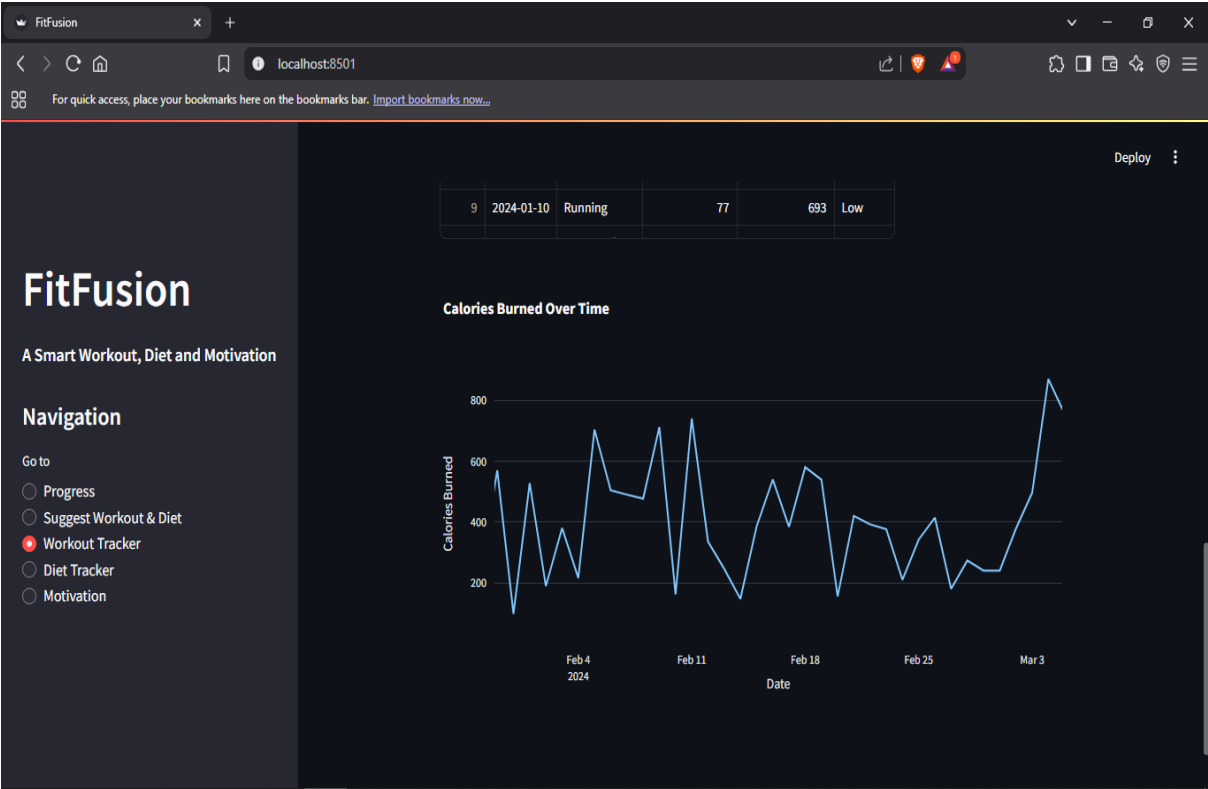 FitFusion
localhost:8501
1
For quick access, place your bookmarks here on the bookmarks bar. Import bookmarks now...
Deploy
9 2024-01-10 Running 77 693 Low
FitFusion
A Smart Workout, Diet and Motivation
Navigation
Go to
Progress
Suggest Workout & Diet
Workout Tracker
Diet Tracker
Motivation
Calories Burned Over Time
Calories Burned
800
600
400
200
Feb 4 Feb 11 Feb 18 Feb 25 Mar 3
2024
Date